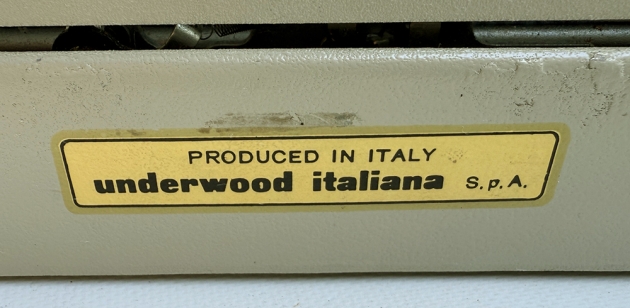 PRODUCED IN ITALY
underwood italiana S.p.A.